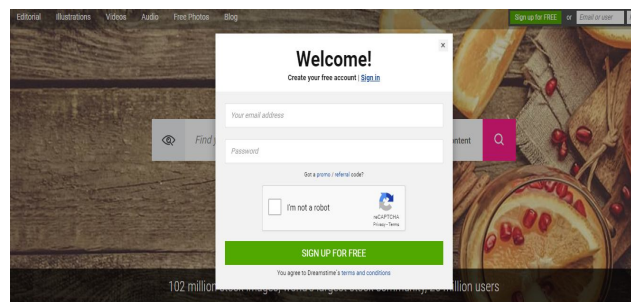 Editorial Illustrations Videos Audio Free Photos Blog
Sign up for FREE or Email or user
x
Welcome!
Create your free account | Sign in
Your email address
Find
ontent
Password
Got a promo / referral code?
I'm not a robot
reCAPTCHA
Privacy - Terms
SIGN UP FOR FREE
You agree to Dreamstime's terms and conditions
102 million
llion users